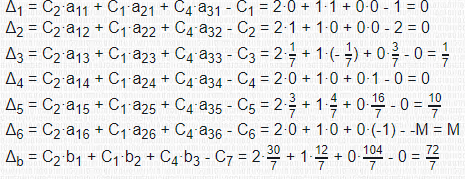 Δ₁ = C₂·a₁₁ + C₁·a₂₁ + C₄·a₃₁ - C₁ = 2·0 + 1·1 + 0·0 - 1 = 0
Δ₂ = C₂·a₁₂ + C₁·a₂₂ + C₄·a₃₂ - C₂ = 2·1 + 1·0 + 0·0 - 2 = 0
Δ₃ = C₂·a₁₃ + C₁·a₂₃ + C₄·a₃₃ - C₃ = 2·1/7 + 1·(-1/7) + 0·3/7 - 0 = 1/7
Δ₄ = C₂·a₁₄ + C₁·a₂₄ + C₄·a₃₄ - C₄ = 2·0 + 1·0 + 0·1 - 0 = 0
Δ₅ = C₂·a₁₅ + C₁·a₂₅ + C₄·a₃₅ - C₅ = 2·3/7 + 1·4/7 + 0·16/7 - 0 = 10/7
Δ₆ = C₂·a₁₆ + C₁·a₂₆ + C₄·a₃₆ - C₆ = 2·0 + 1·0 + 0·(-1) - -M = M
Δb = C₂·b₁ + C₁·b₂ + C₄·b₃ - C₇ = 2·30/7 + 1·12/7 + 0·104/7 - 0 = 72/7